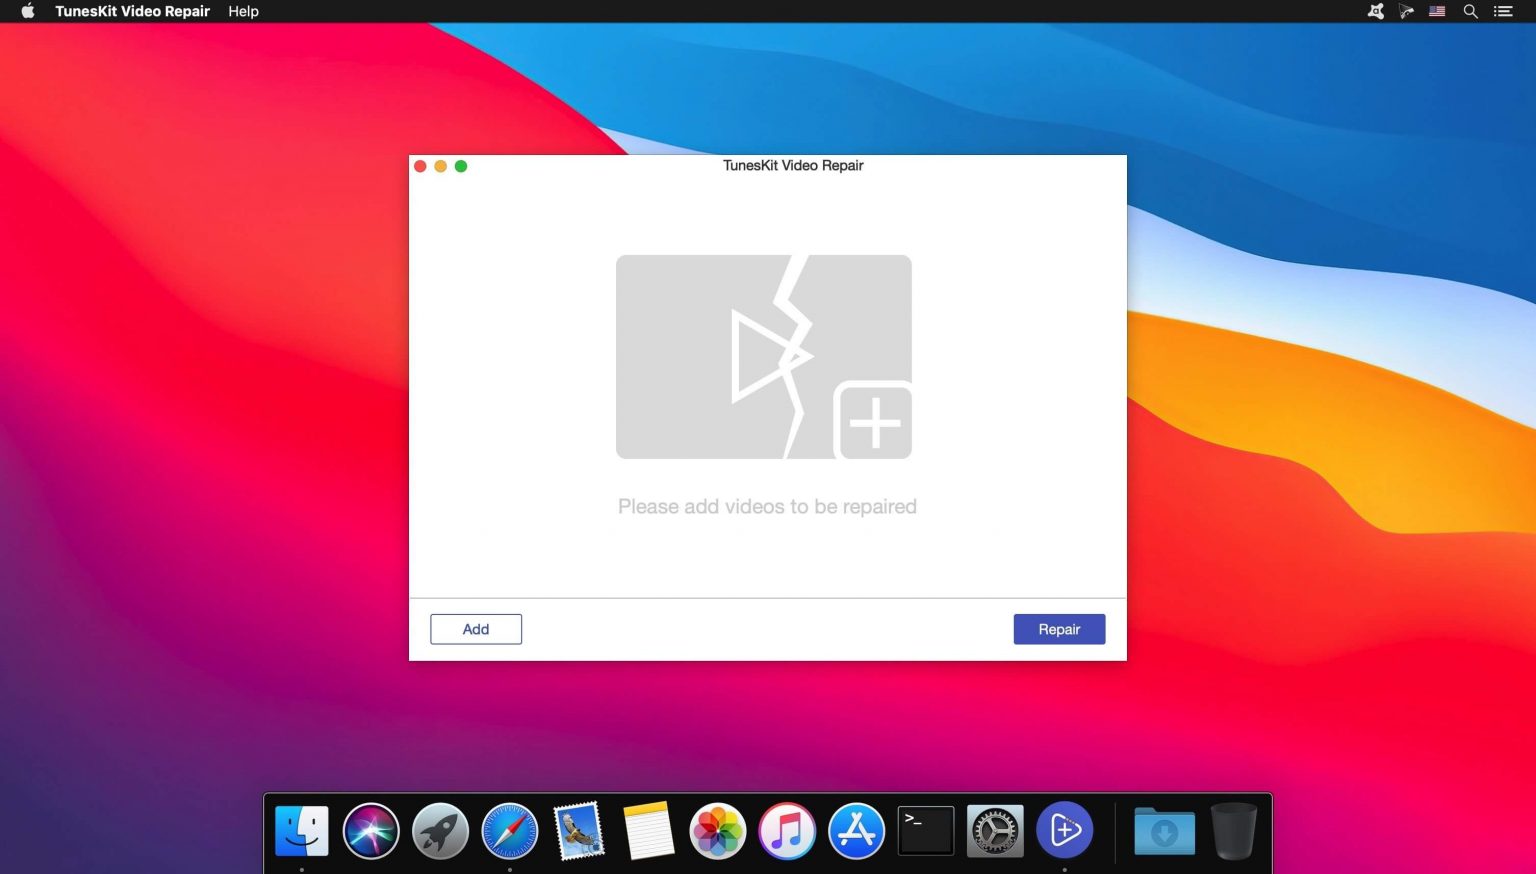 TunesKit Video Repair Help
TunesKit Video Repair
Please add videos to be repaired
Add
Repair
>_